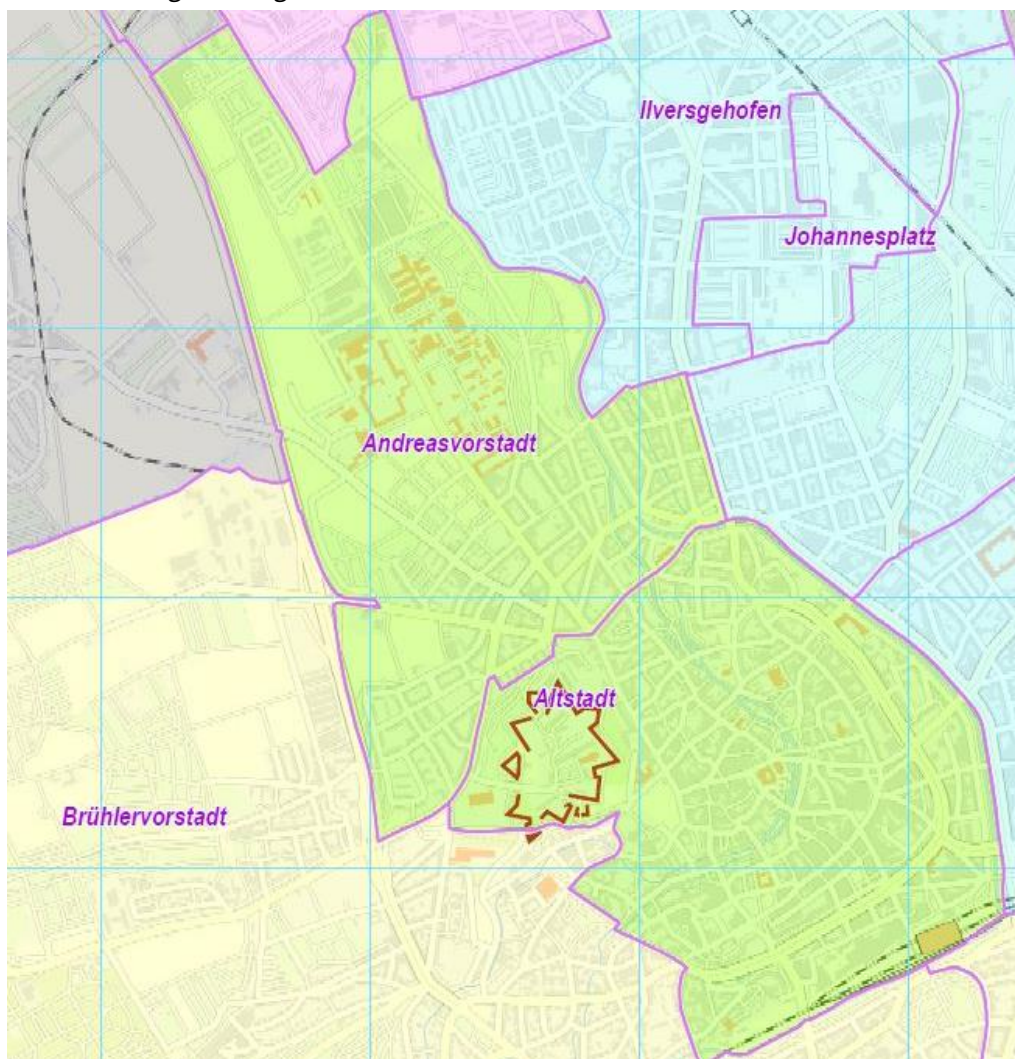 Ilversgehofen
Johannesplatz
Andreasvorstadt
Altstadt
Brühlervorstadt